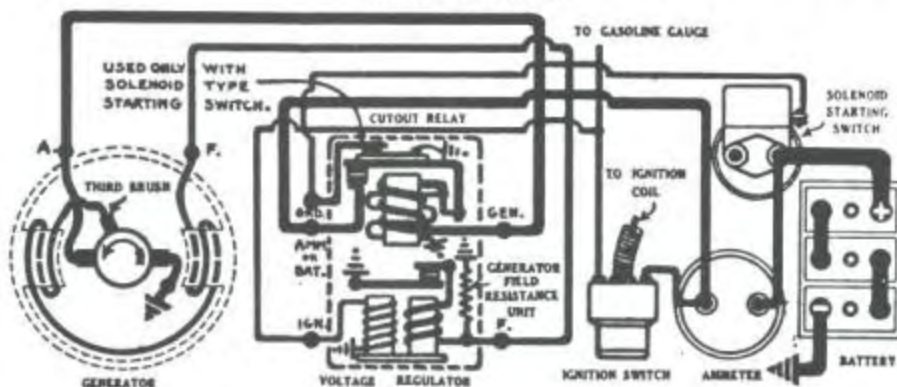 TO GASOLINE GAUGE
USED ONLY WITH
SOLENOID TYPE
STARTING SWITCH.
CUTOUT RELAY
SOLENOID
STARTING
SWITCH
A.
F.
THIRD BRUSH
TO IGNITION
COIL
GRD.
GEN.
AMM.
OR
BAT.
GENERATOR
FIELD
RESISTANCE
UNIT
IGN.
F.
GENERATOR
VOLTAGE REGULATOR
IGNITION SWITCH
AMMETER
BATTERY